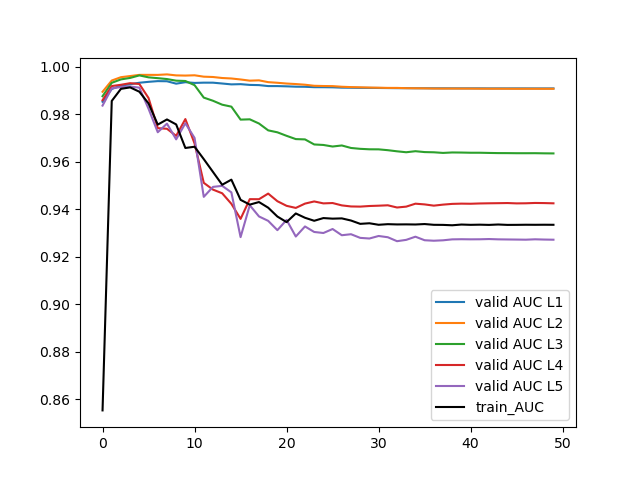 1.00
0.98
0.96
0.94
0.92
0.90
0.88
0.86
0 10 20 30 40 50
valid AUC L1
valid AUC L2
valid AUC L3
valid AUC L4
valid AUC L5
train_AUC